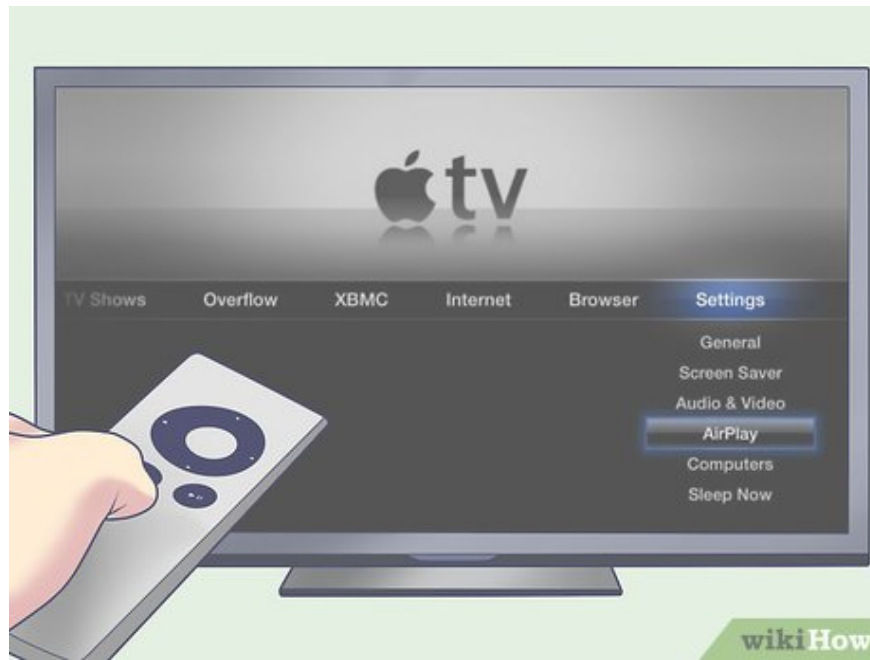 tv
TV Shows Overflow XBMC Internet Browser Settings
General
Screen Saver
Audio & Video
AirPlay
Computers
Sleep Now
wikiHow